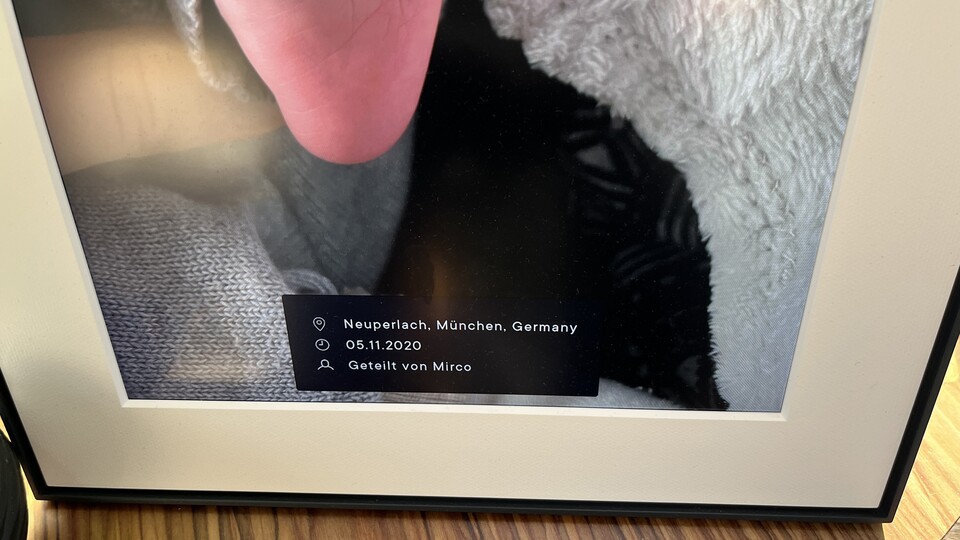 Neuperlach, München, Germany
05.11.2020
Geteilt von Mirco